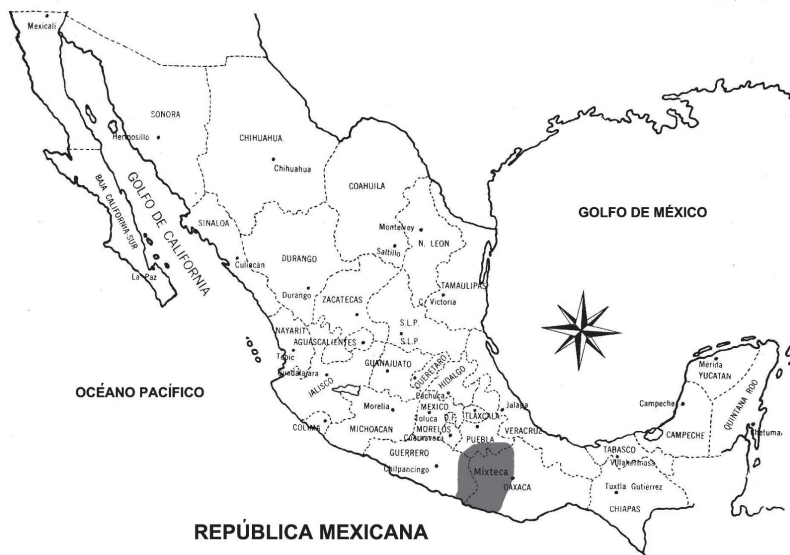 Mexicali
SONORA
Hermosillo
CHIHUAHUA
Chihuahua
COAHUILA
BAJA CALIFORNIA SUR
GOLFO DE CALIFORNIA
SINALOA
Culiacán
La Paz
DURANGO
Durango
Monterrey
N. LEON
Saltillo
GOLFO DE MÉXICO
TAMAULIPAS
C. Victoria
ZACATECAS
S.L.P.
S.L.P.
NAYARIT
Tepic
AGUASCALIENTES
Guadalajara
JALISCO
GUANAJUATO
QUERETARO
HIDALGO
Pachuca
OCÉANO PACÍFICO
COLIMA
Morelia
MICHOACAN
MEXICO
Toluca
D.F.
MORELOS
Cuernavaca
TLAXCALA
PUEBLA
Jalapa
VERACRUZ
GUERRERO
Chilpancingo
Mixteca
OAXACA
TABASCO
Villahermosa
Tuxtla Gutiérrez
CHIAPAS
Campeche
CAMPECHE
Mérida
YUCATAN
QUINTANA ROO
Chetumal
REPÚBLICA MEXICANA